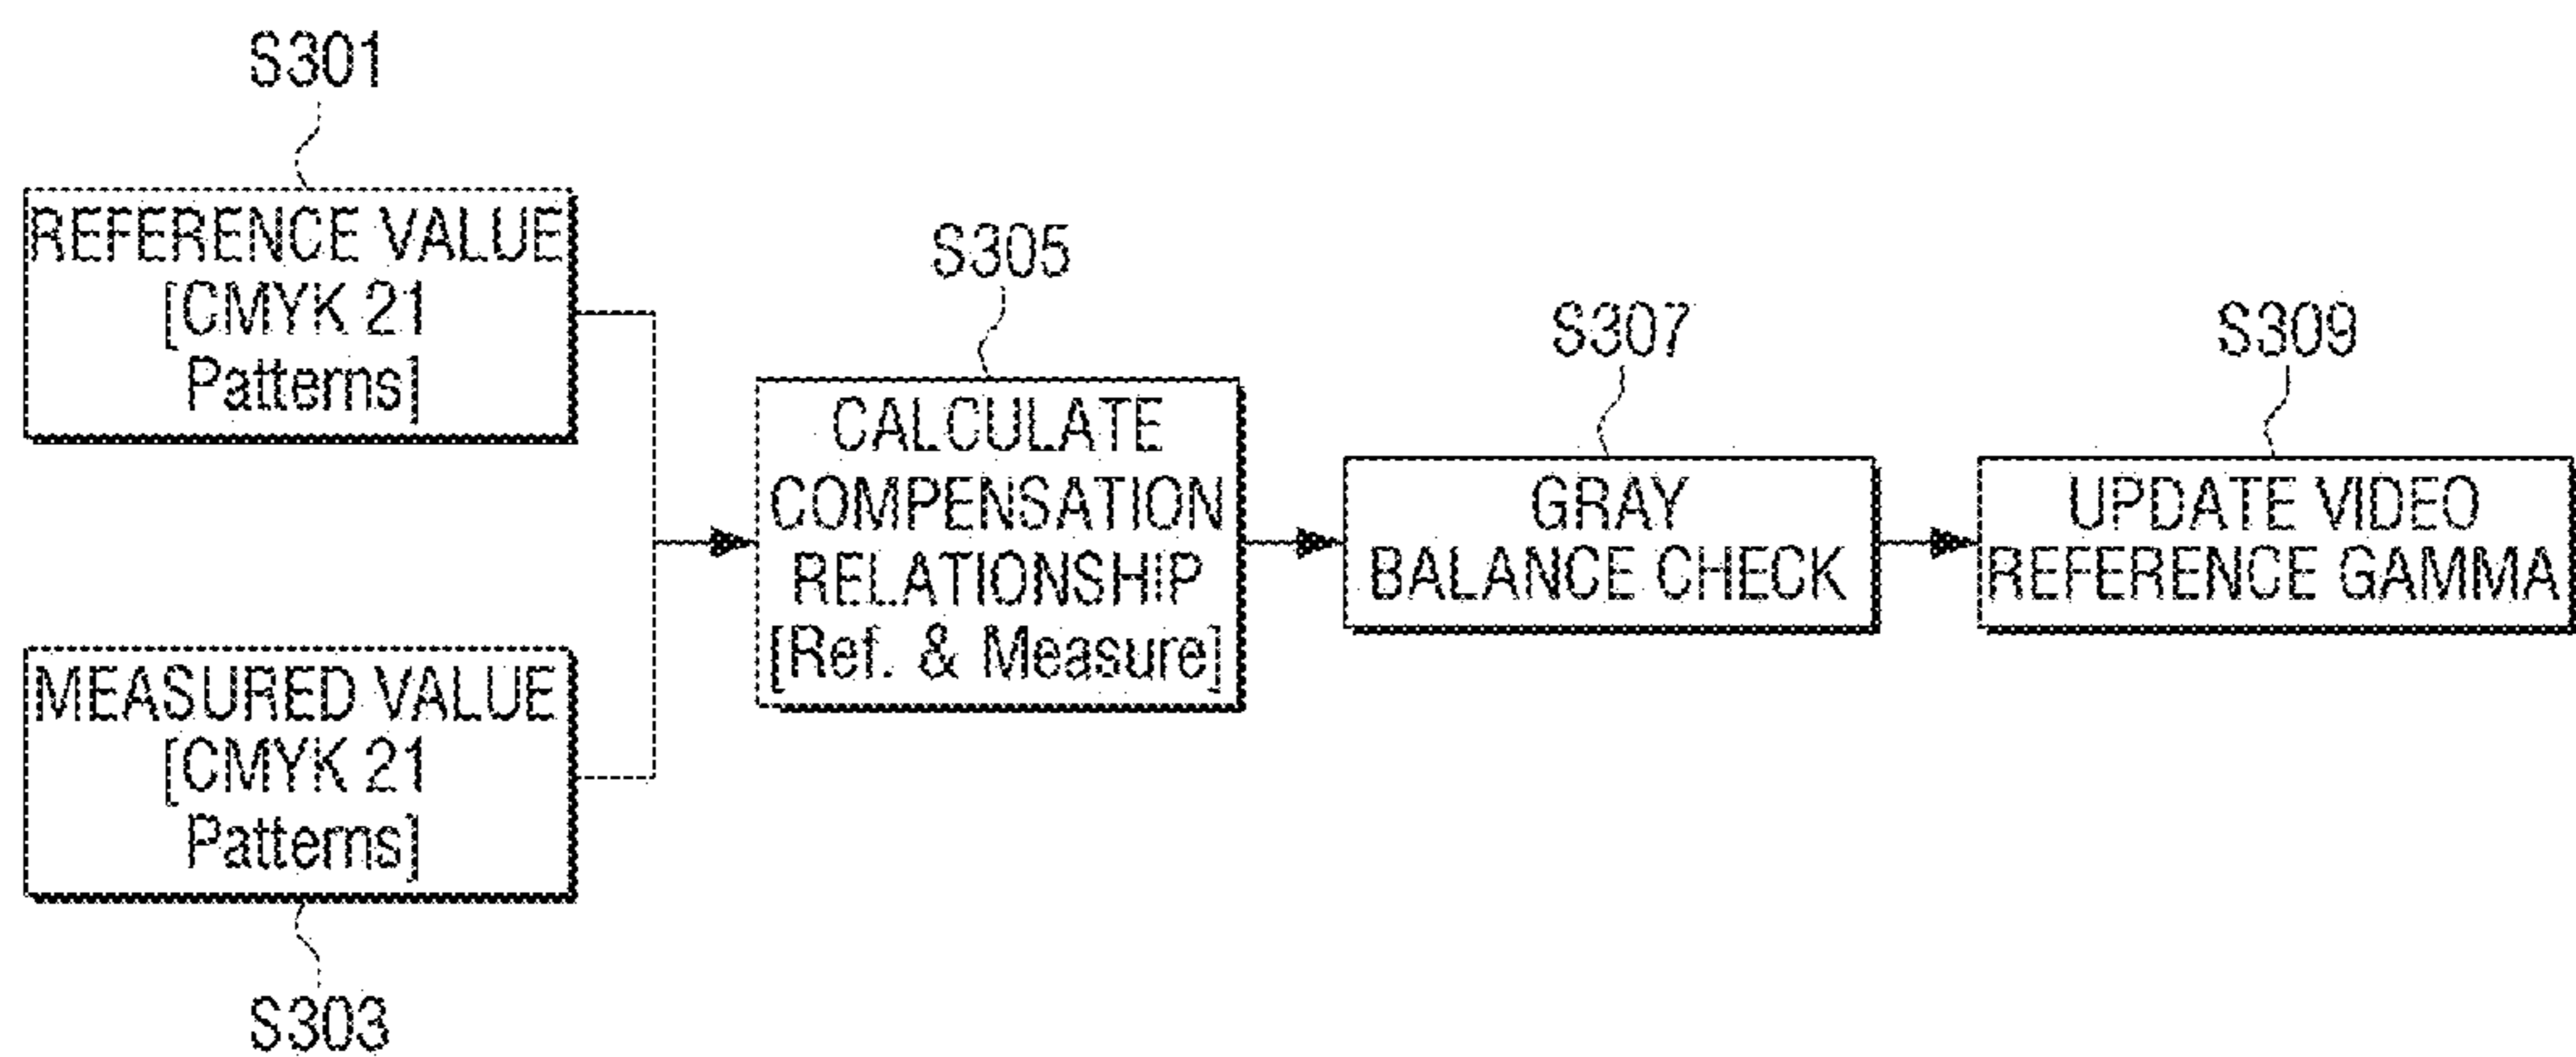 S301
REFERENCE VALUE
[CMYK 21
Patterns]
MEASURED VALUE
[CMYK 21
Patterns]
S303
S305
CALCULATE
COMPENSATION
RELATIONSHIP
[Ref. & Measure]
S307
GRAY
BALANCE CHECK
S309
UPDATE VIDEO
REFERENCE GAMMA